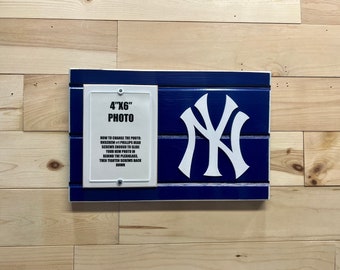 4"X6"
PHOTO
HOW TO CHANGE THE PHOTO:
UNSCREW #1 PHILLIPS HEAD
SCREWS ENOUGH TO SLIDE
YOUR NEW PHOTO IN
BEHIND THE PLEXIGLASS,
THEN TIGHTEN SCREWS BACK
DOWN
NY